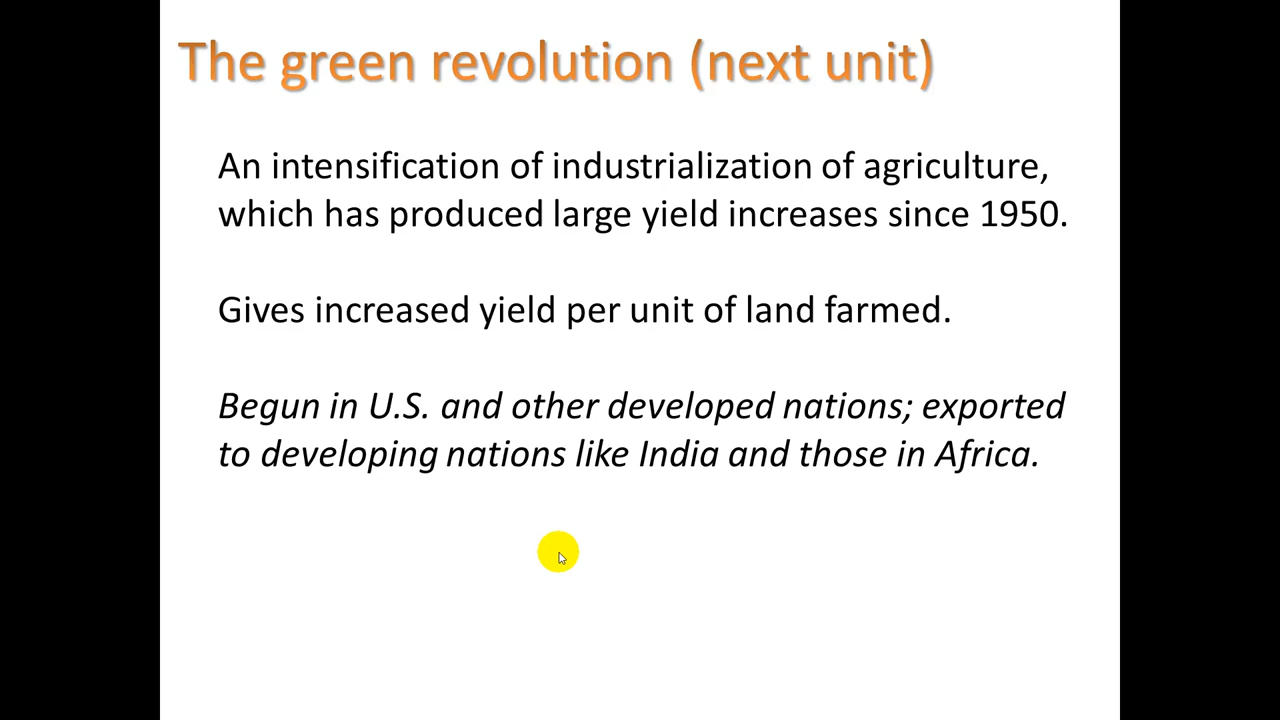 The green revolution (next unit)
An intensification of industrialization of agriculture,
which has produced large yield increases since 1950.
Gives increased yield per unit of land farmed.
Begun in U.S. and other developed nations; exported
to developing nations like India and those in Africa.